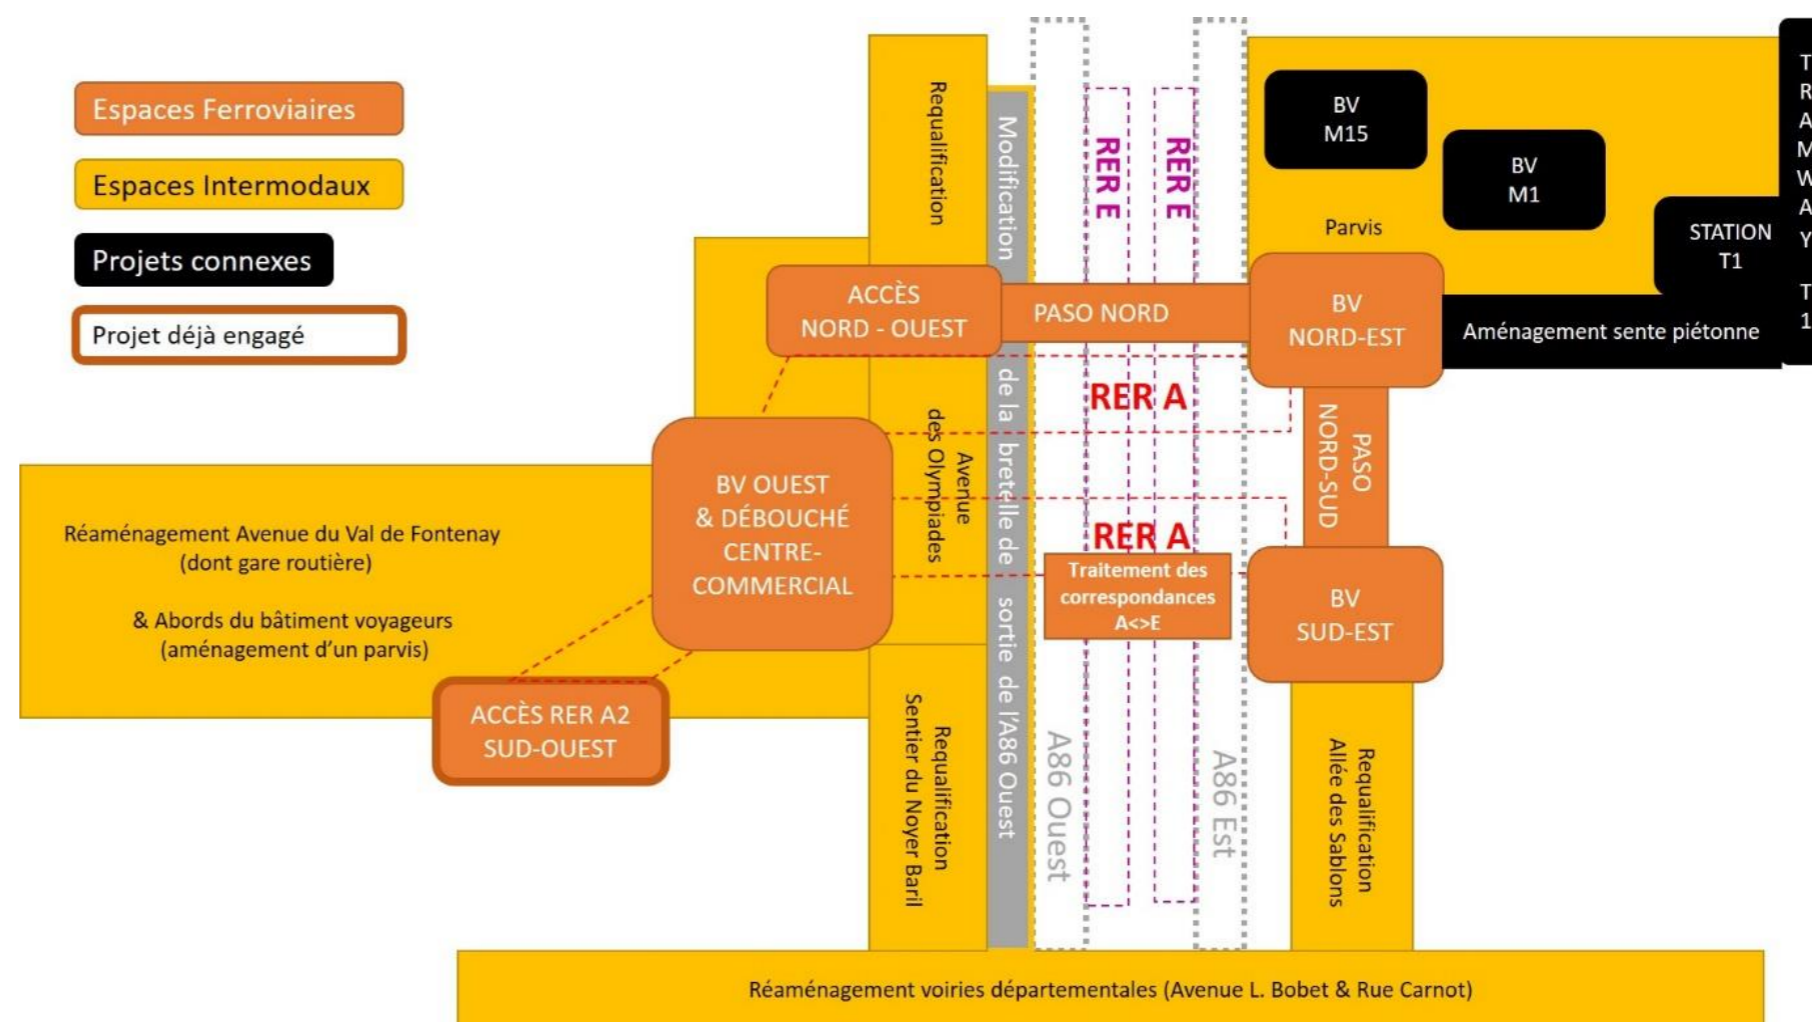 Espaces Ferroviaires
Espaces Intermodaux
Projets connexes
Projet déjà engagé
Requalification
Modification de la bretelle de sortie de l'A86 Ouest
RER E
RER E
BV
M15
BV
M1
Parvis
STATION
T1
TRAMWAY T1
ACCÈS
NORD - OUEST
PASO NORD
BV
NORD-EST
Aménagement sente piétonne
RER A
Avenue
des Olympiades
PASO
NORD-SUD
BV OUEST
& DÉBOUCHÉ
CENTRE-
COMMERCIAL
RER A
Traitement des
correspondances
A<>E
BV
SUD-EST
Réaménagement Avenue du Val de Fontenay
(dont gare routière)
& Abords du bâtiment voyageurs
(aménagement d'un parvis)
ACCÈS RER A2
SUD-OUEST
Requalification
Sentier du Noyer Baril
A86 Ouest
A86 Est
Requalification
Allée des Sablons
Réaménagement voiries départementales (Avenue L. Bobet & Rue Carnot)